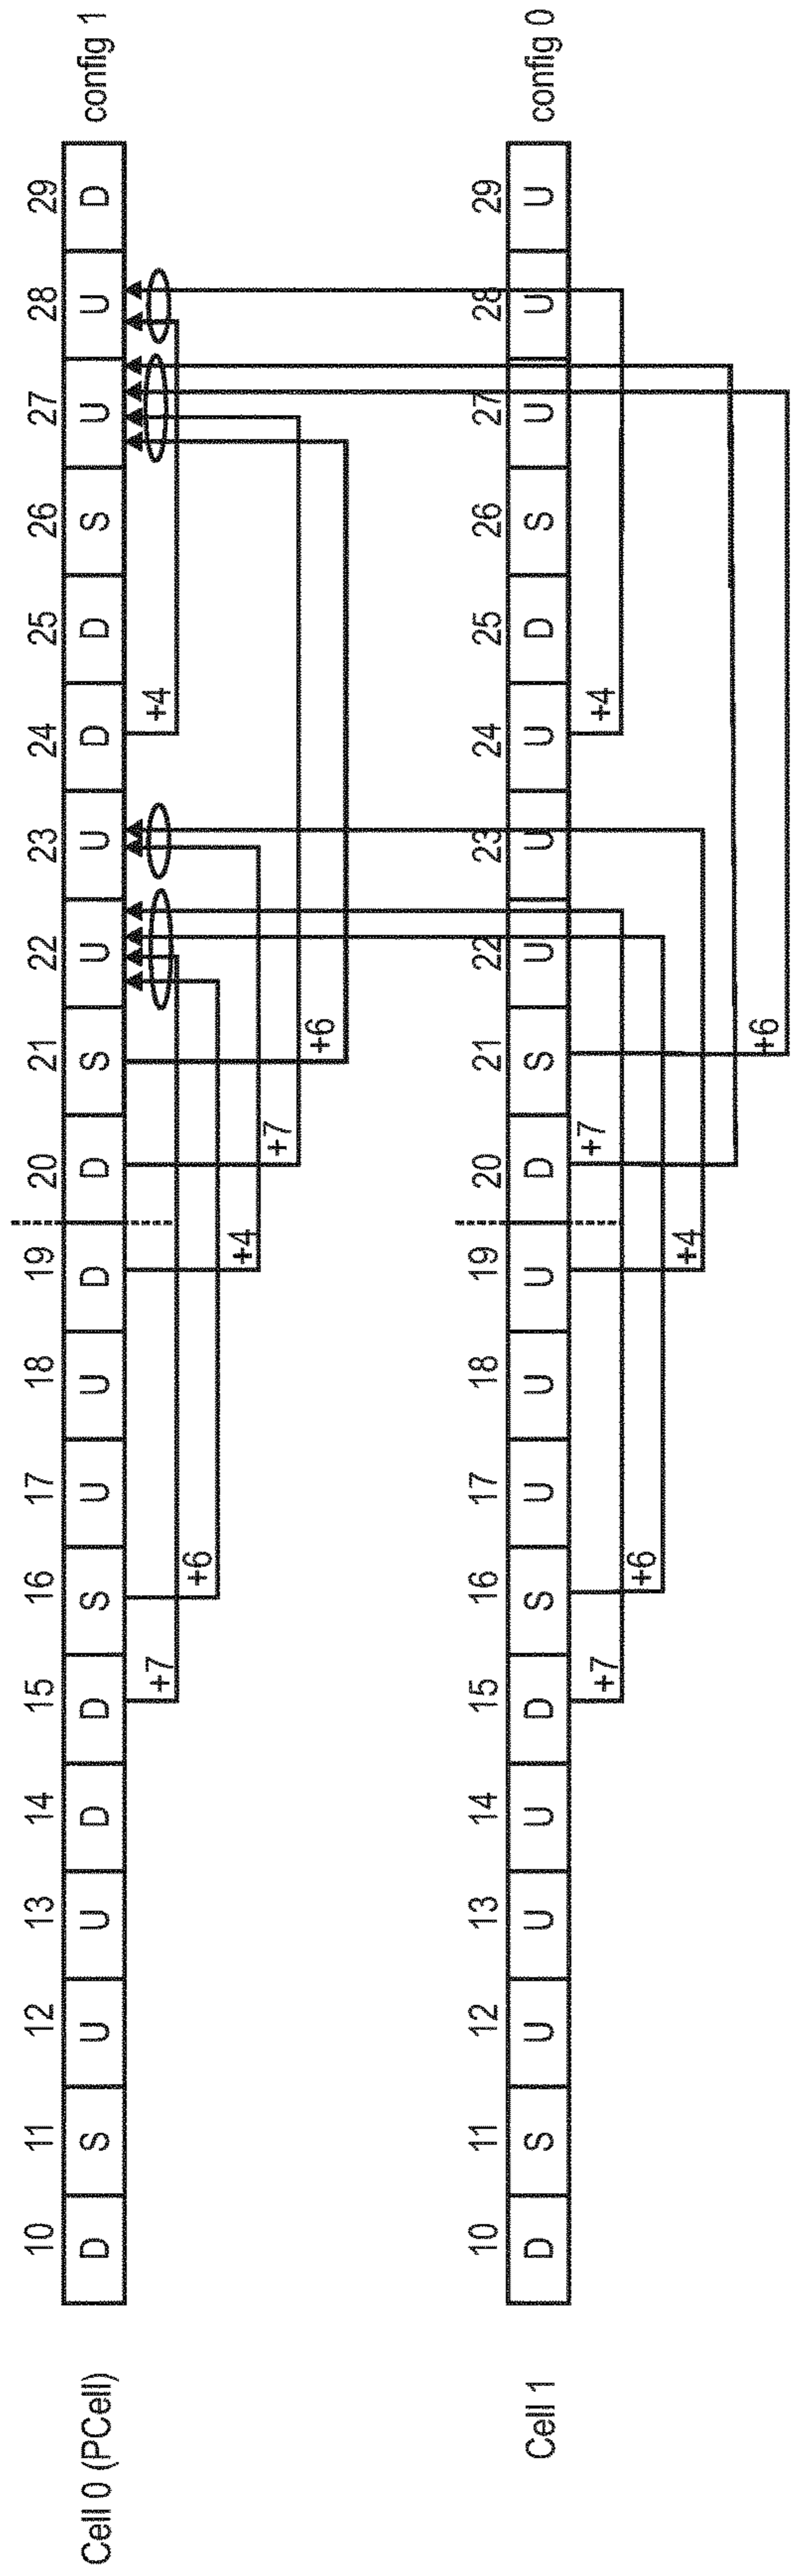 10 11 12 13 14 15 16 17 18 19 20 21 22 23 24 25 26 27 28 29
Cell 0 (PCell) D S U U D D S U U D D S U U D D S U U D config 1
+7 +4
+6
+4
+7
+6
10 11 12 13 14 15 16 17 18 19 20 21 22 23 24 25 26 27 28 29
Cell 1 D S U U U D S U U U D S U U U D S U U U config 0
+7 +7 +4
+6
+4
+6